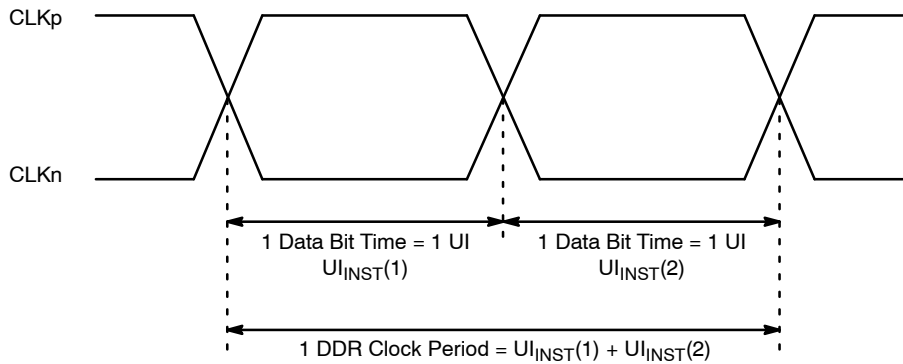 CLKp
CLKn
1 Data Bit Time = 1 UI
UIINST(1)
1 Data Bit Time = 1 UI
UIINST(2)
1 DDR Clock Period = UIINST(1) + UIINST(2)